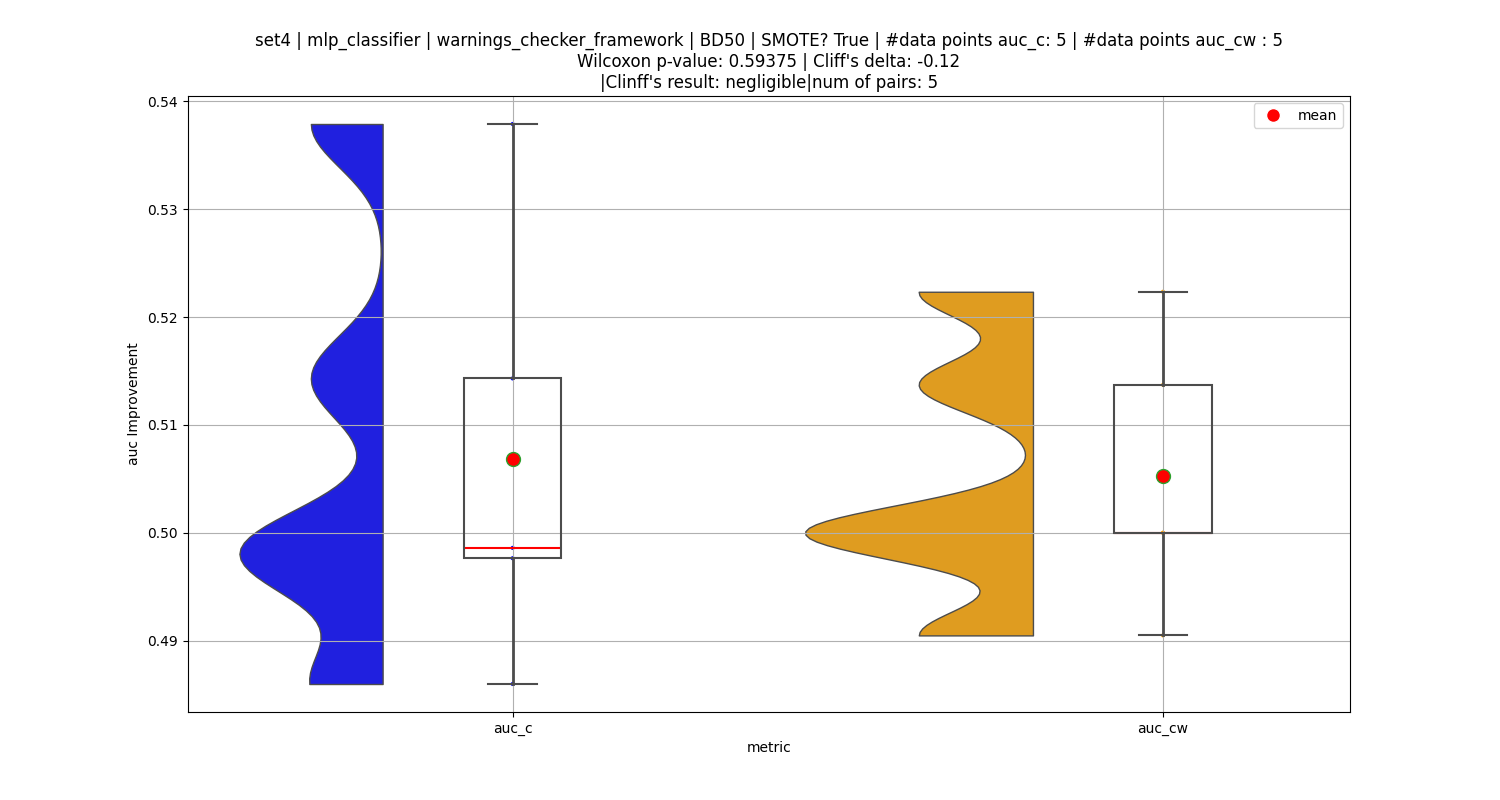 set4 | mlp_classifier | warnings_checker_framework | BD50 | SMOTE? True | #data points auc_c: 5 | #data points auc_cw : 5
Wilcoxon p-value: 0.59375 | Cliff's delta: -0.12
|Clinff's result: negligible|num of pairs: 5
mean
0.54
0.53
0.52
0.51
0.50
0.49
auc Improvement
auc_c
auc_cw
metric